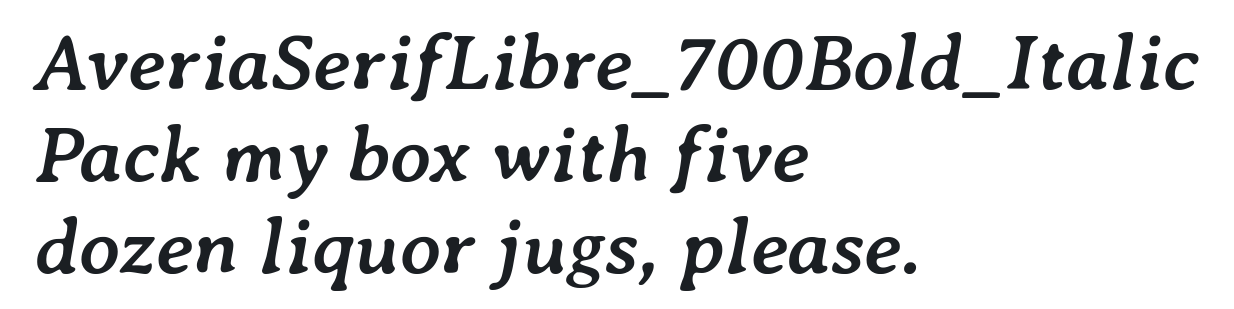 AveriaSerifLibre_700Bold_Italic
Pack my box with five
dozen liquor jugs, please.